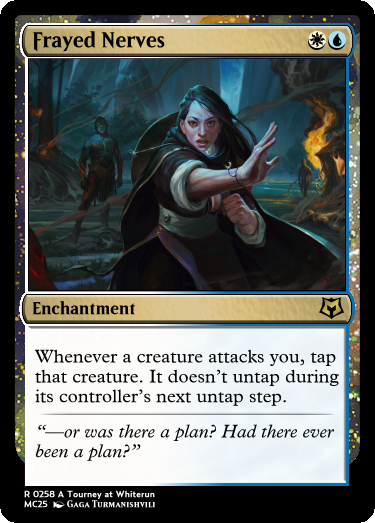 Frayed Nerves
Enchantment
Whenever a creature attacks you, tap
that creature. It doesn't untap during
its controller's next untap step.
“—or was there a plan? Had there ever
been a plan?”
R 0258 A Tourney at Whiterun
MC25 Gaga Turmanishvili